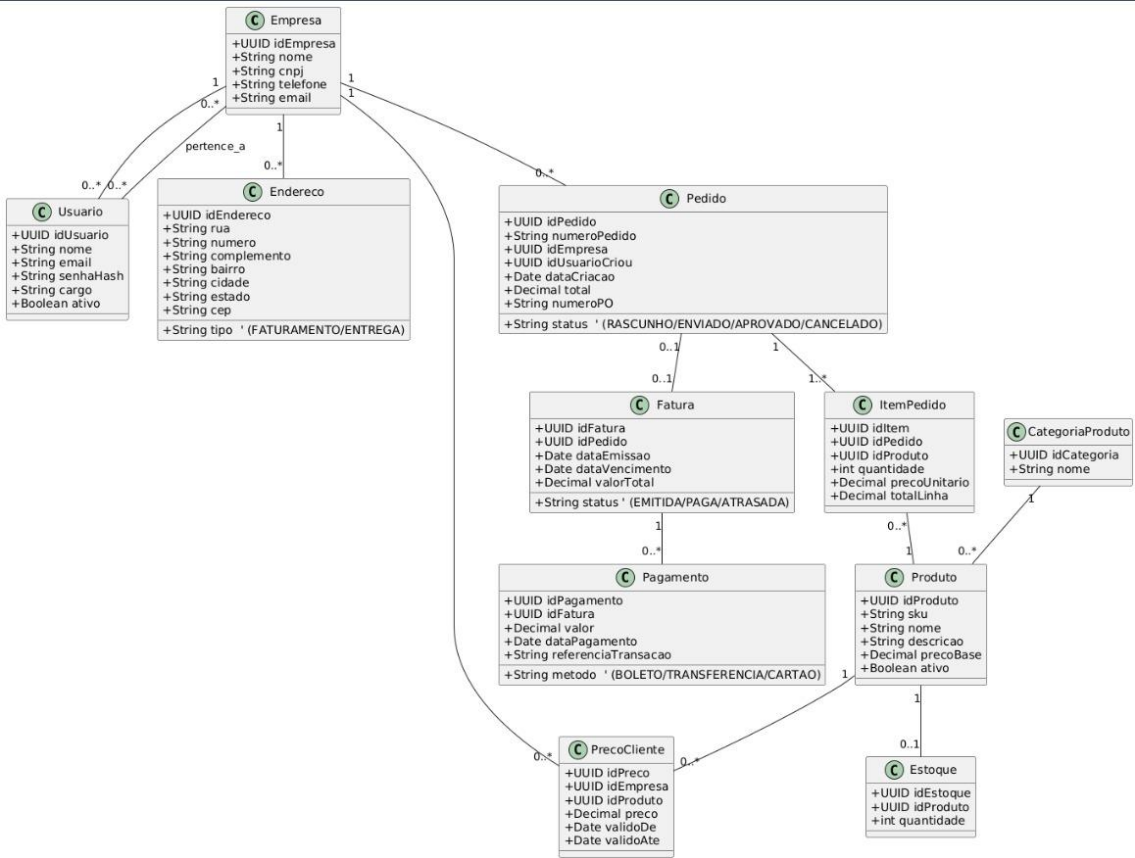 C Empresa
+UUID idEmpresa
+String nome
+String cnpj
+String telefone
+String email
1
0..*
1
1
1
pertence_a
0..*
0..*
0..*
0..*
C Usuario
+UUID idUsuario
+String nome
+String email
+String senhaHash
+String cargo
+Boolean ativo
C Endereco
+UUID idEndereco
+String rua
+String numero
+String complemento
+String bairro
+String cidade
+String estado
+String cep
+String tipo ' (FATURAMENTO/ENTREGA)
C Pedido
+UUID idPedido
+String numeroPedido
+UUID idEmpresa
+UUID idUsuarioCriou
+Date dataCriacao
+Decimal total
+String numeroPO
+String status ' (RASCUNHO/ENVIADO/APROVADO/CANCELADO)
0..1
1
0..1
1..*
C Fatura
+UUID idFatura
+UUID idPedido
+Date dataEmissao
+Date dataVencimento
+Decimal valorTotal
+String status ' (EMITIDA/PAGA/ATRASADA)
C ItemPedido
+UUID idItem
+UUID idPedido
+UUID idProduto
+int quantidade
+Decimal precoUnitario
+Decimal totalLinha
C CategoriaProduto
+UUID idCategoria
+String nome
1
0..*
1
0..*
1
0..*
C Pagamento
+UUID idPagamento
+UUID idFatura
+Decimal valor
+Date dataPagamento
+String referenciaTransacao
+String metodo ' (BOLETO/TRANSFERENCIA/CARTAO)
C Produto
+UUID idProduto
+String sku
+String nome
+String descricao
+Decimal precoBase
+Boolean ativo
1
1
0..*
0..*
0..1
C PrecoCliente
+UUID idPreco
+UUID idEmpresa
+UUID idProduto
+Decimal preco
+Date validoDe
+Date validoAte
C Estoque
+UUID idEstoque
+UUID idProduto
+int quantidade